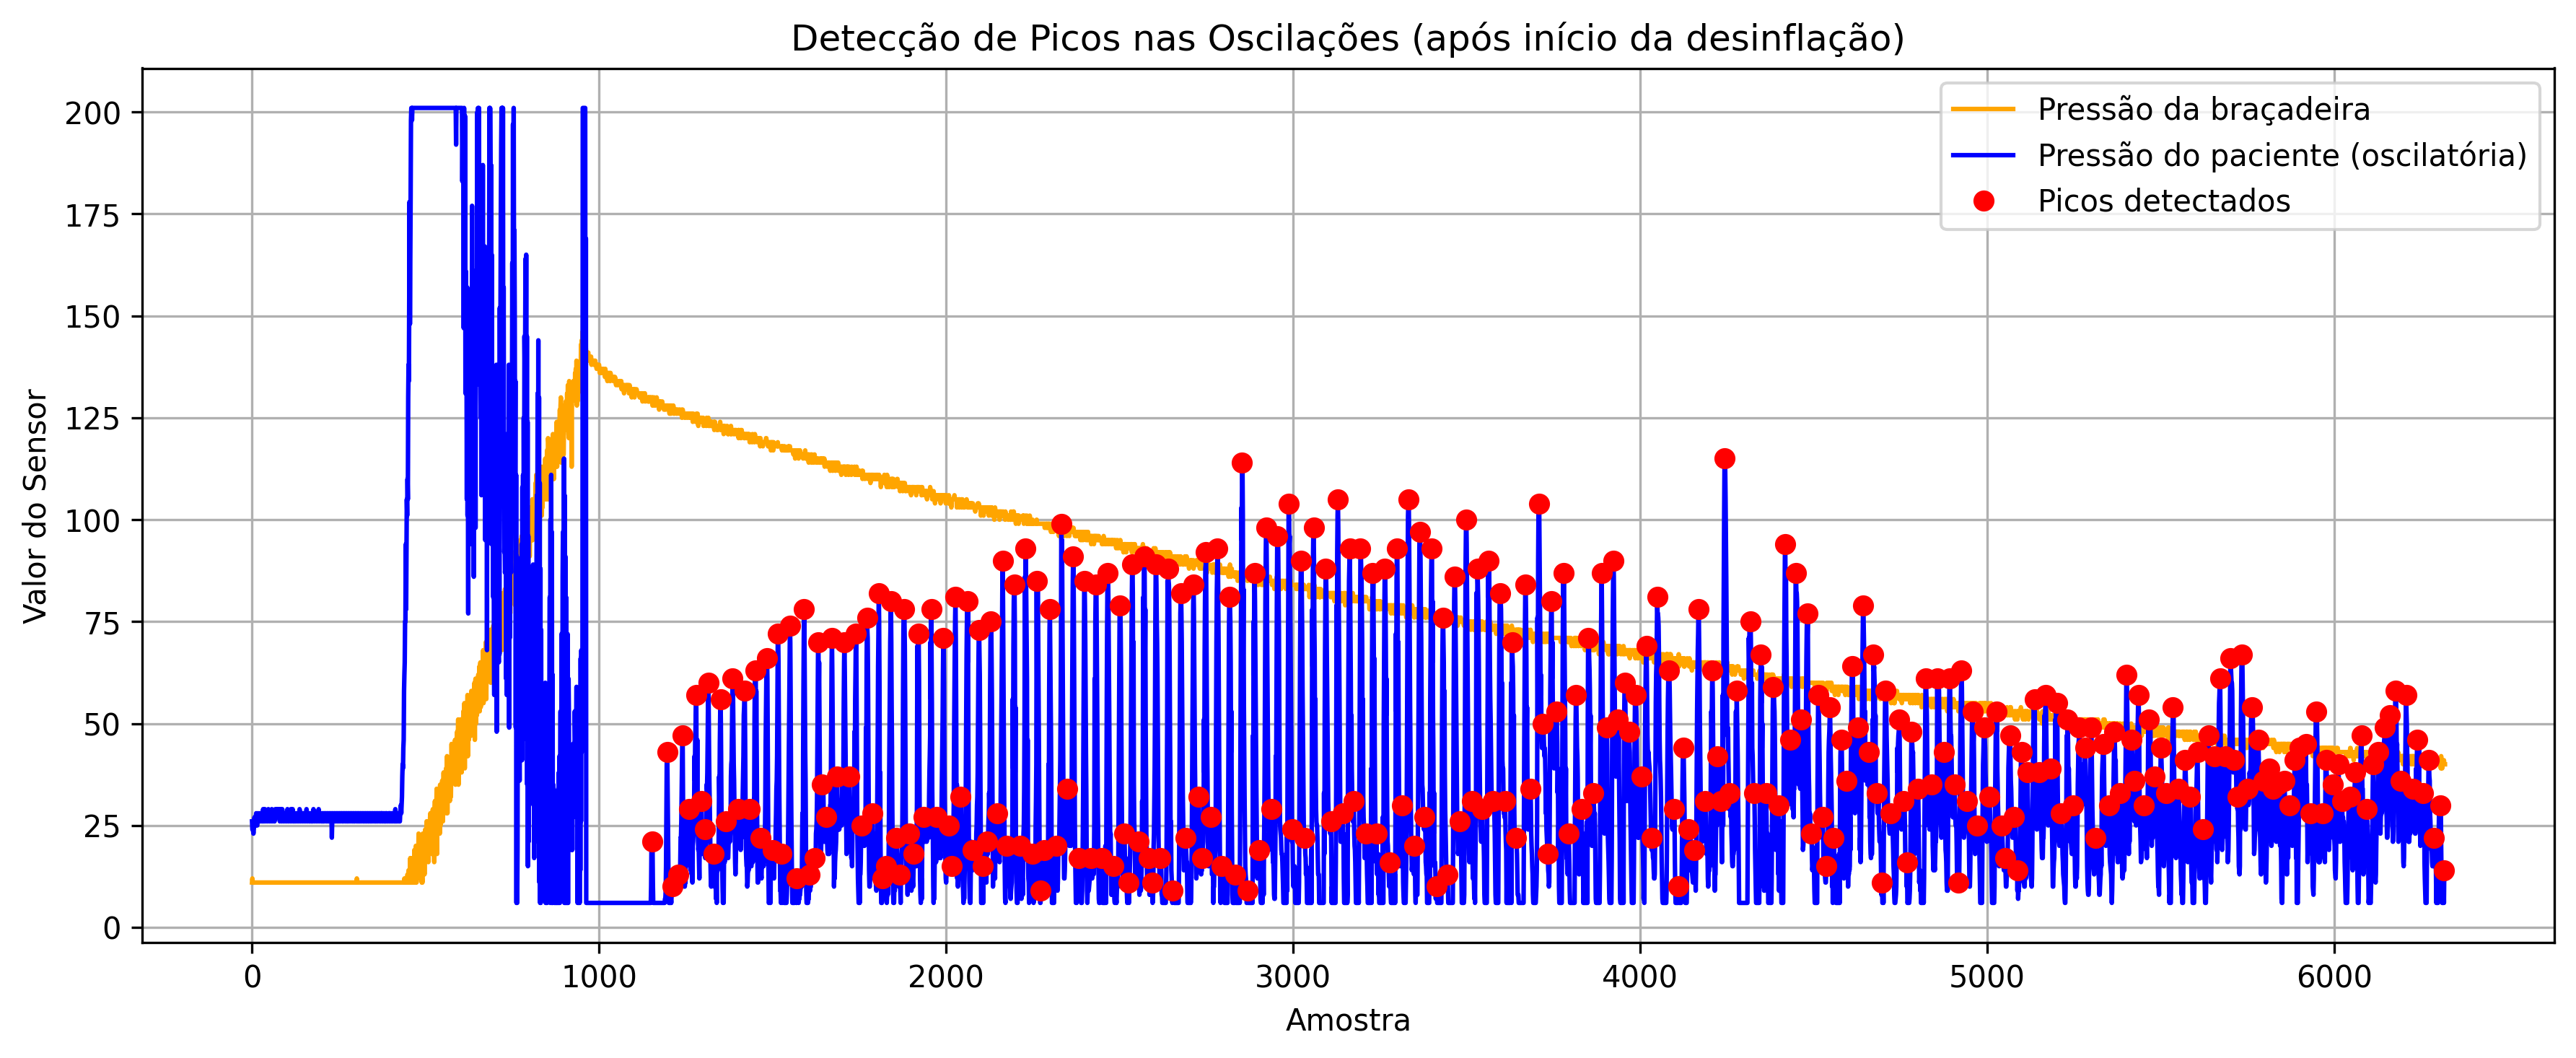 Detecção de Picos nas Oscilações (após início da desinflação)
Pressão da braçadeira
Pressão do paciente (oscilatória)
Picos detectados
Valor do Sensor
200
175
150
125
100
75
50
25
0
0 1000 2000 3000 4000 5000 6000
Amostra